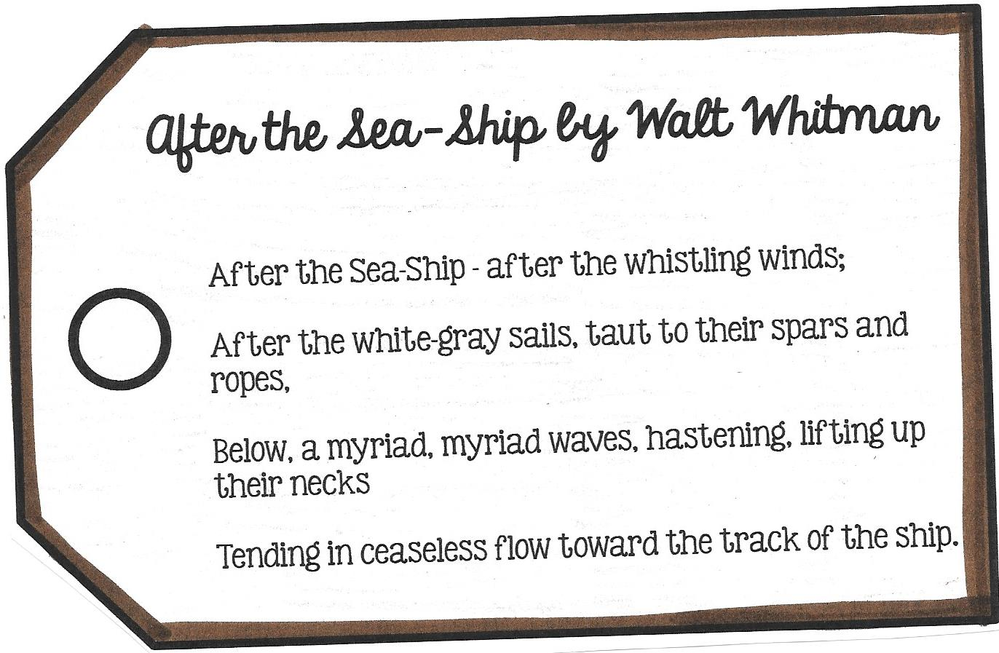 After the Sea-Ship by Walt Whitman
After the Sea-Ship - after the whistling winds;
After the white-gray sails, taut to their spars and
ropes,
Below, a myriad, myriad waves, hastening, lifting up
their necks
Tending in ceaseless flow toward the track of the ship.